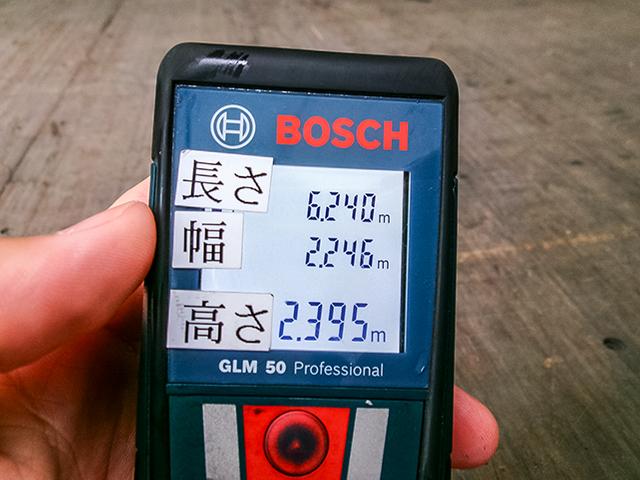 BOSCH
長さ 6.240m
幅 2.246m
高さ 2.395m
GLM 50 Professional